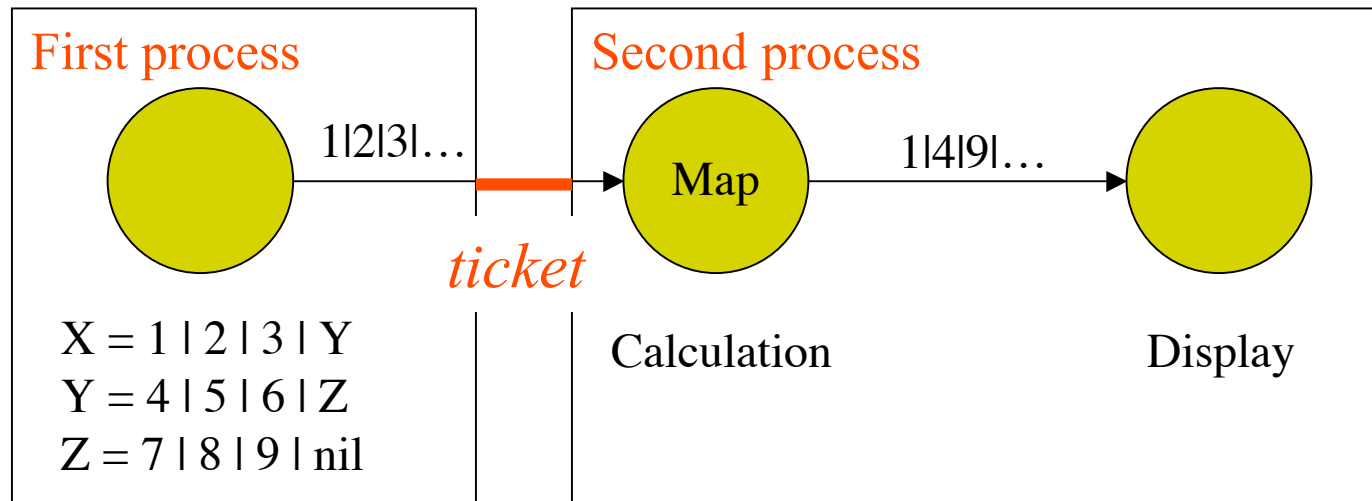 First process
Second process
1|2|3|…
Map
1|4|9|…
ticket
X = 1 | 2 | 3 | Y
Y = 4 | 5 | 6 | Z
Z = 7 | 8 | 9 | nil
Calculation
Display